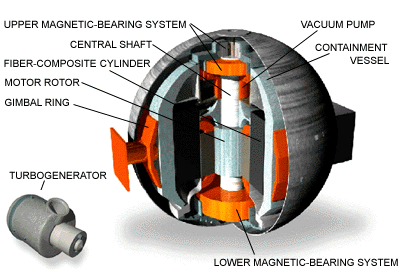 UPPER MAGNETIC-BEARING SYSTEM
VACUUM PUMP
CENTRAL SHAFT
CONTAINMENT
VESSEL
FIBER-COMPOSITE CYLINDER
MOTOR ROTOR
GIMBAL RING
TURBOGENERATOR
LOWER MAGNETIC-BEARING SYSTEM